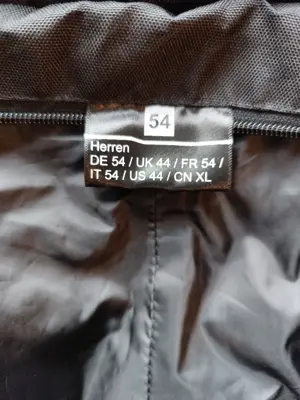 54
Herren
DE 54 / UK 44 / FR 54 /
IT 54 / US 44 / CN XL